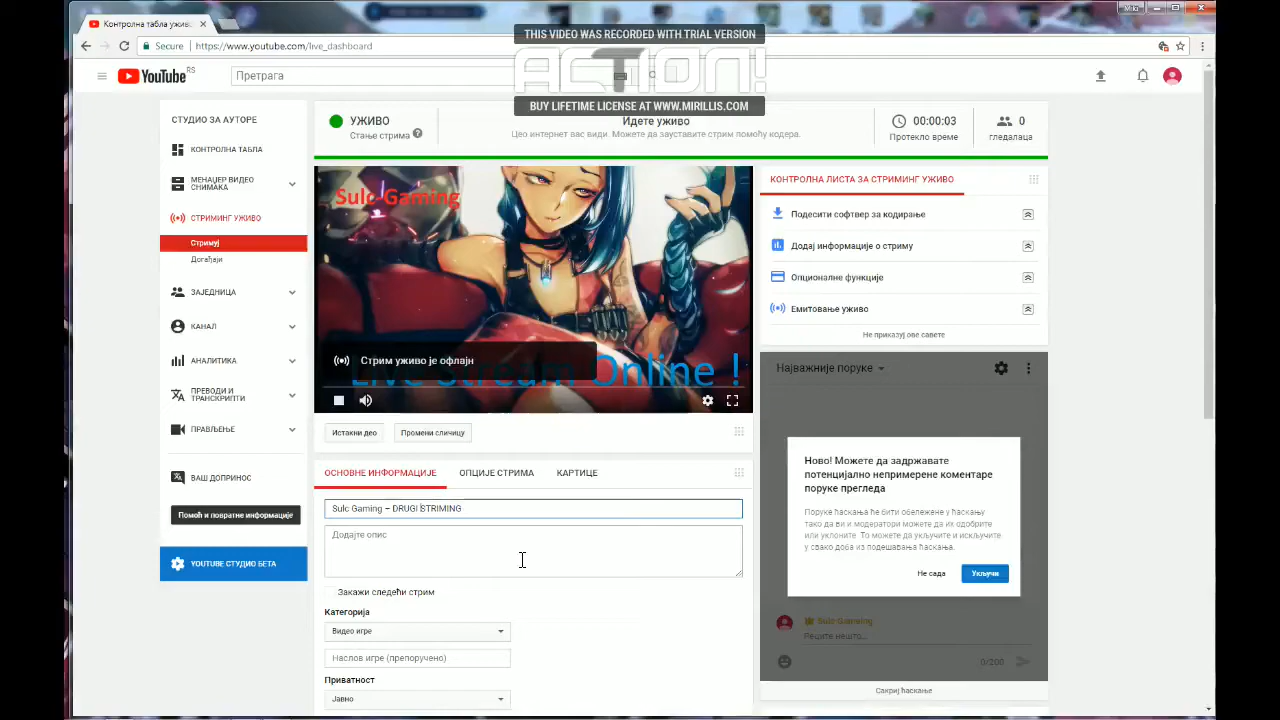 Mila
Контролна табла ужив
THIS VIDEO WAS RECORDED WITH TRIAL VERSION
ACTION!
BUY LIFETIME LICENSE AT WWW.MIRILLIS.COM
Secure
https://www.youtube.com/live_dashboard
YouTube RS
Претрага
СТУДИО ЗА АУТОРЕ
КОНТРОЛНА ТАБЛА
МЕНАЏЕР ВИДЕО
СНИМАКА
СТРИМИНГ УЖИВО
Стримуј
Догађаји
ЗАЈЕДНИЦА
КАНАЛ
АНАЛИТИКА
ПРЕВОДИ И
ТРАНСКРИПТИ
ПРАВЉЕЊЕ
ВАШ ДОПРИНОС
Помоћ и повратне информације
YOUTUBE СТУДИО БЕТА
УЖИВО
Стање стрима
Идете уживо
Цео интернет вас види. Можете да зауставите стрим помоћу кодера.
00:00:03
Протекло време
0
гледалаца
Sulc Gaming
Стрим уживо је офлајн
Live Stream Online !
Истакни део
Промени сличицу
ОСНОВНЕ ИНФОРМАЦИЈЕ
ОПЦИЈЕ СТРИМА
КАРТИЦЕ
Sulc Gaming – DRUGI STRIMING
Додајте опис
Закажи следећи стрим
Категорија
Видео игре
Наслов игре (препоручено)
Приватност
Јавно
КОНТРОЛНА ЛИСТА ЗА СТРИМИНГ УЖИВО
Подесити софтвер за кодирање
Додај информације о стриму
Опционалне функције
Емитовање уживо
Не приказуј ове савете
Најважније поруке
Ново! Можете да задржавате
потенцијално непримерене коментаре
поруке прегледа
Поруке ћаскања ће бити обележене у ћаскању
тако да ви и модератори можете да их одобрите
или уклоните. То можете да укључите и искључите
у свако доба из подешавања ћаскања.
Не сада
Укључи
Sulc Gameing
Реците нешто...
0/200
Сакриј ћаскање